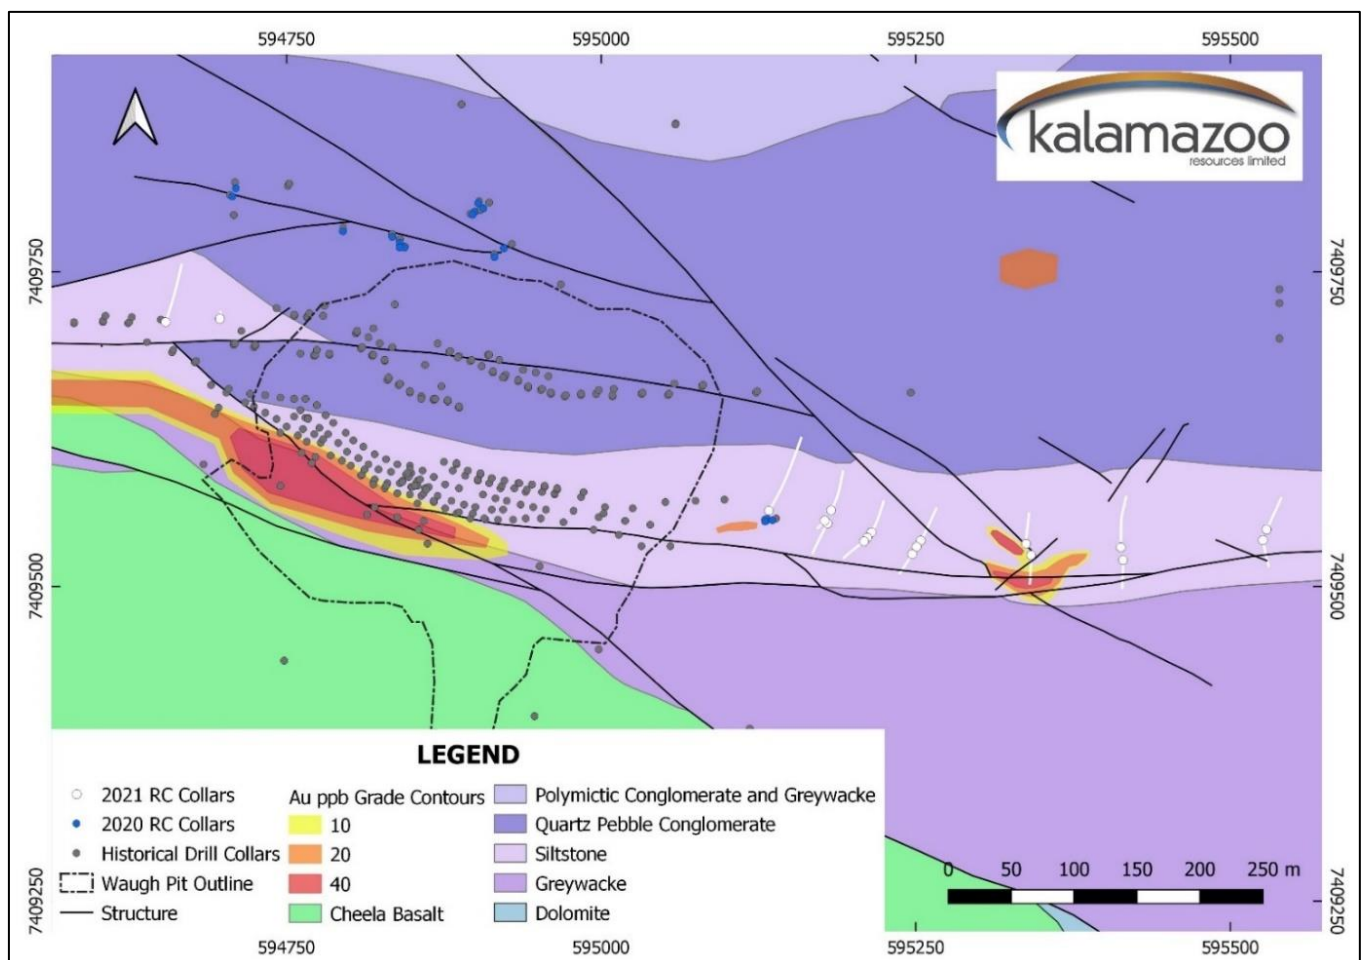 594750 595000 595250 595500
kalamazoo
resources limited
7409750 7409750
7409500 7409500
LEGEND
2021 RC Collars
2020 RC Collars
Historical Drill Collars
Waugh Pit Outline
Structure
Au ppb Grade Contours
10
20
40
Cheela Basalt
Polymictic Conglomerate and Greywacke
Quartz Pebble Conglomerate
Siltstone
Greywacke
Dolomite
0 50 100 150 200 250 m
7409250 7409250
594750 595000 595250 595500